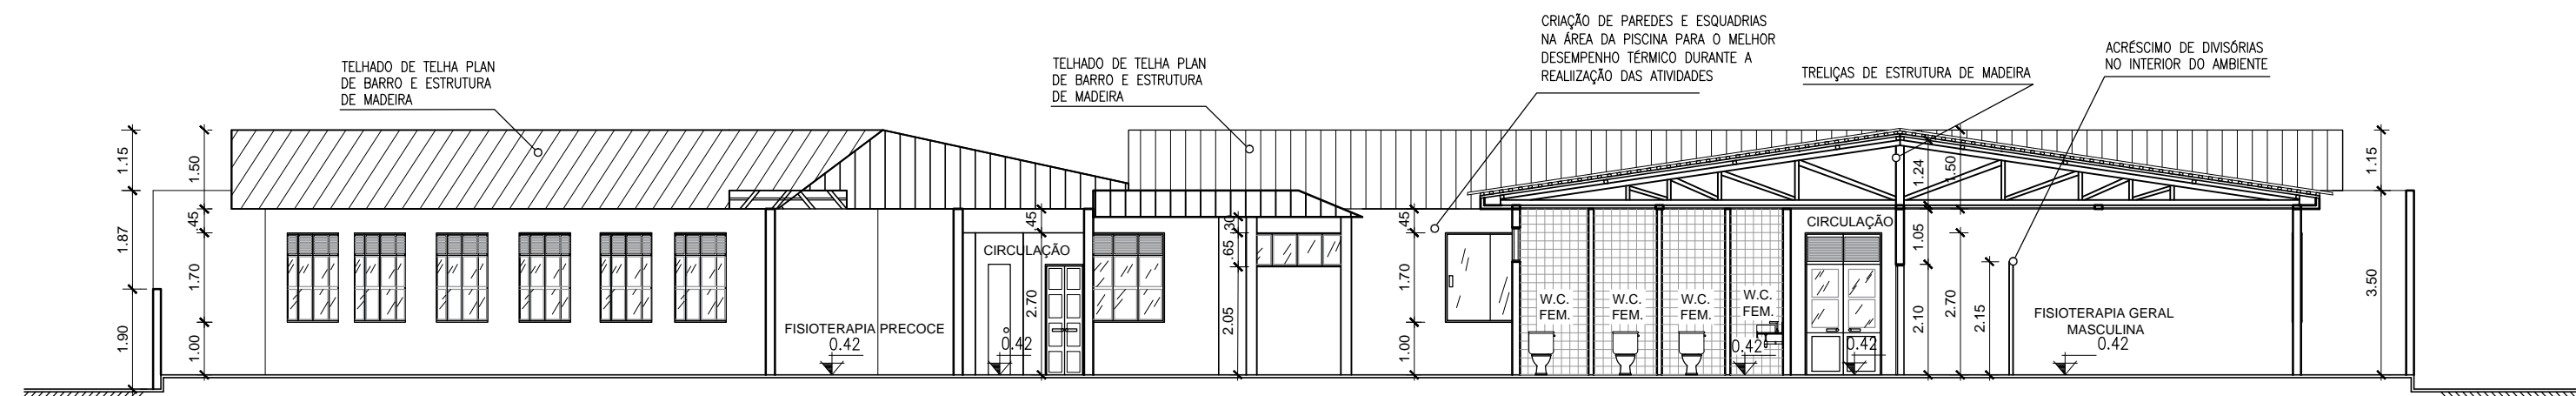 CRIAÇÃO DE PAREDES E ESQUADRIAS
NA ÁREA DA PISCINA PARA O MELHOR
DESEMPENHO TÉRMICO DURANTE A
REALIIZAÇÃO DAS ATIVIDADES
TELHADO DE TELHA PLAN
DE BARRO E ESTRUTURA
DE MADEIRA
TELHADO DE TELHA PLAN
DE BARRO E ESTRUTURA
DE MADEIRA
TRELIÇAS DE ESTRUTURA DE MADEIRA
ACRÉSCIMO DE DIVISÓRIAS
NO INTERIOR DO AMBIENTE
1.15
1.87
1.90
1.50
.45
1.70
1.00
FISIOTERAPIA PRECOCE
0.42
CIRCULAÇÃO
0.42
.45
2.70
.30
.65
2.05
.45
1.70
1.00
W.C.
FEM.
W.C.
FEM.
W.C.
FEM.
W.C.
FEM.
0.42
CIRCULAÇÃO
0.42
1.24
1.05
2.10
1.50
2.70
2.15
FISIOTERAPIA GERAL
MASCULINA
0.42
1.15
3.50